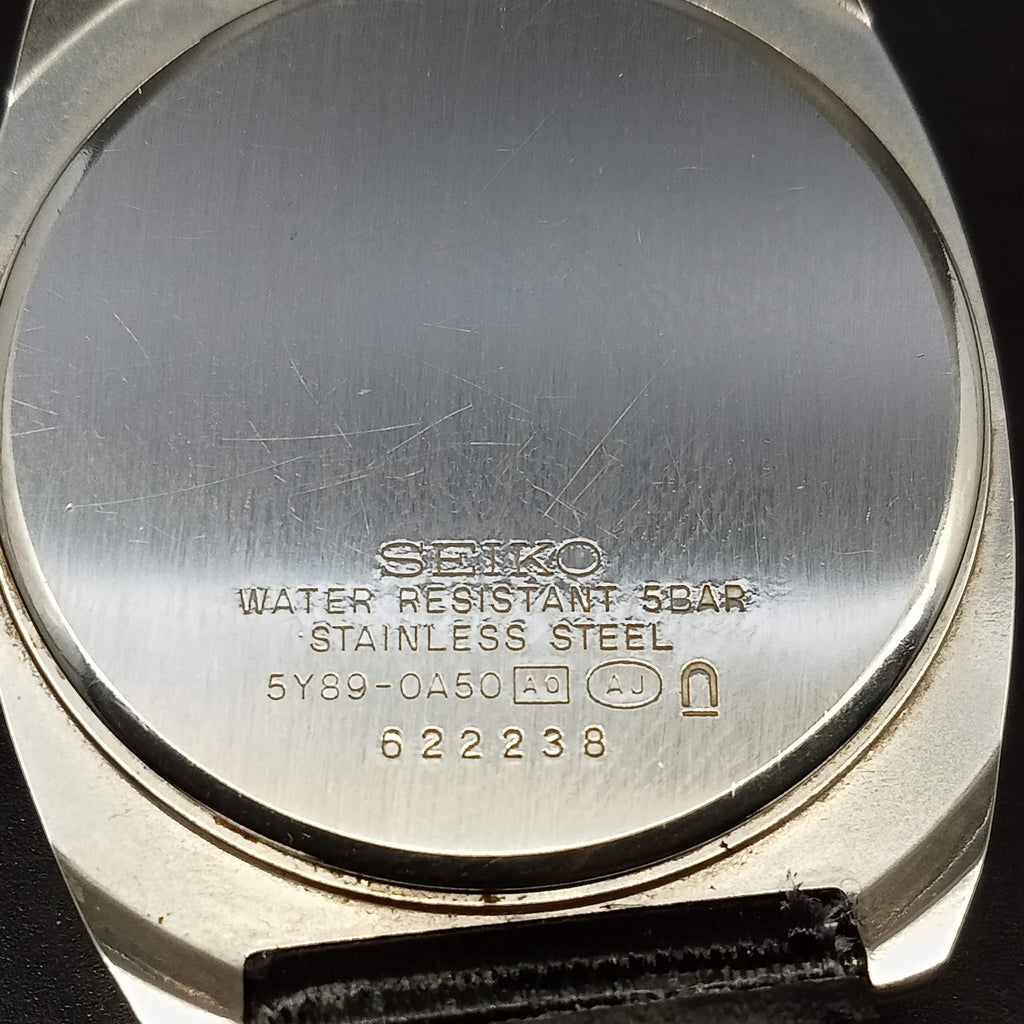 SEIKO
WATER RESISTANT 5BAR
STAINLESS STEEL
5Y89-0A50 A0 AJ
622238